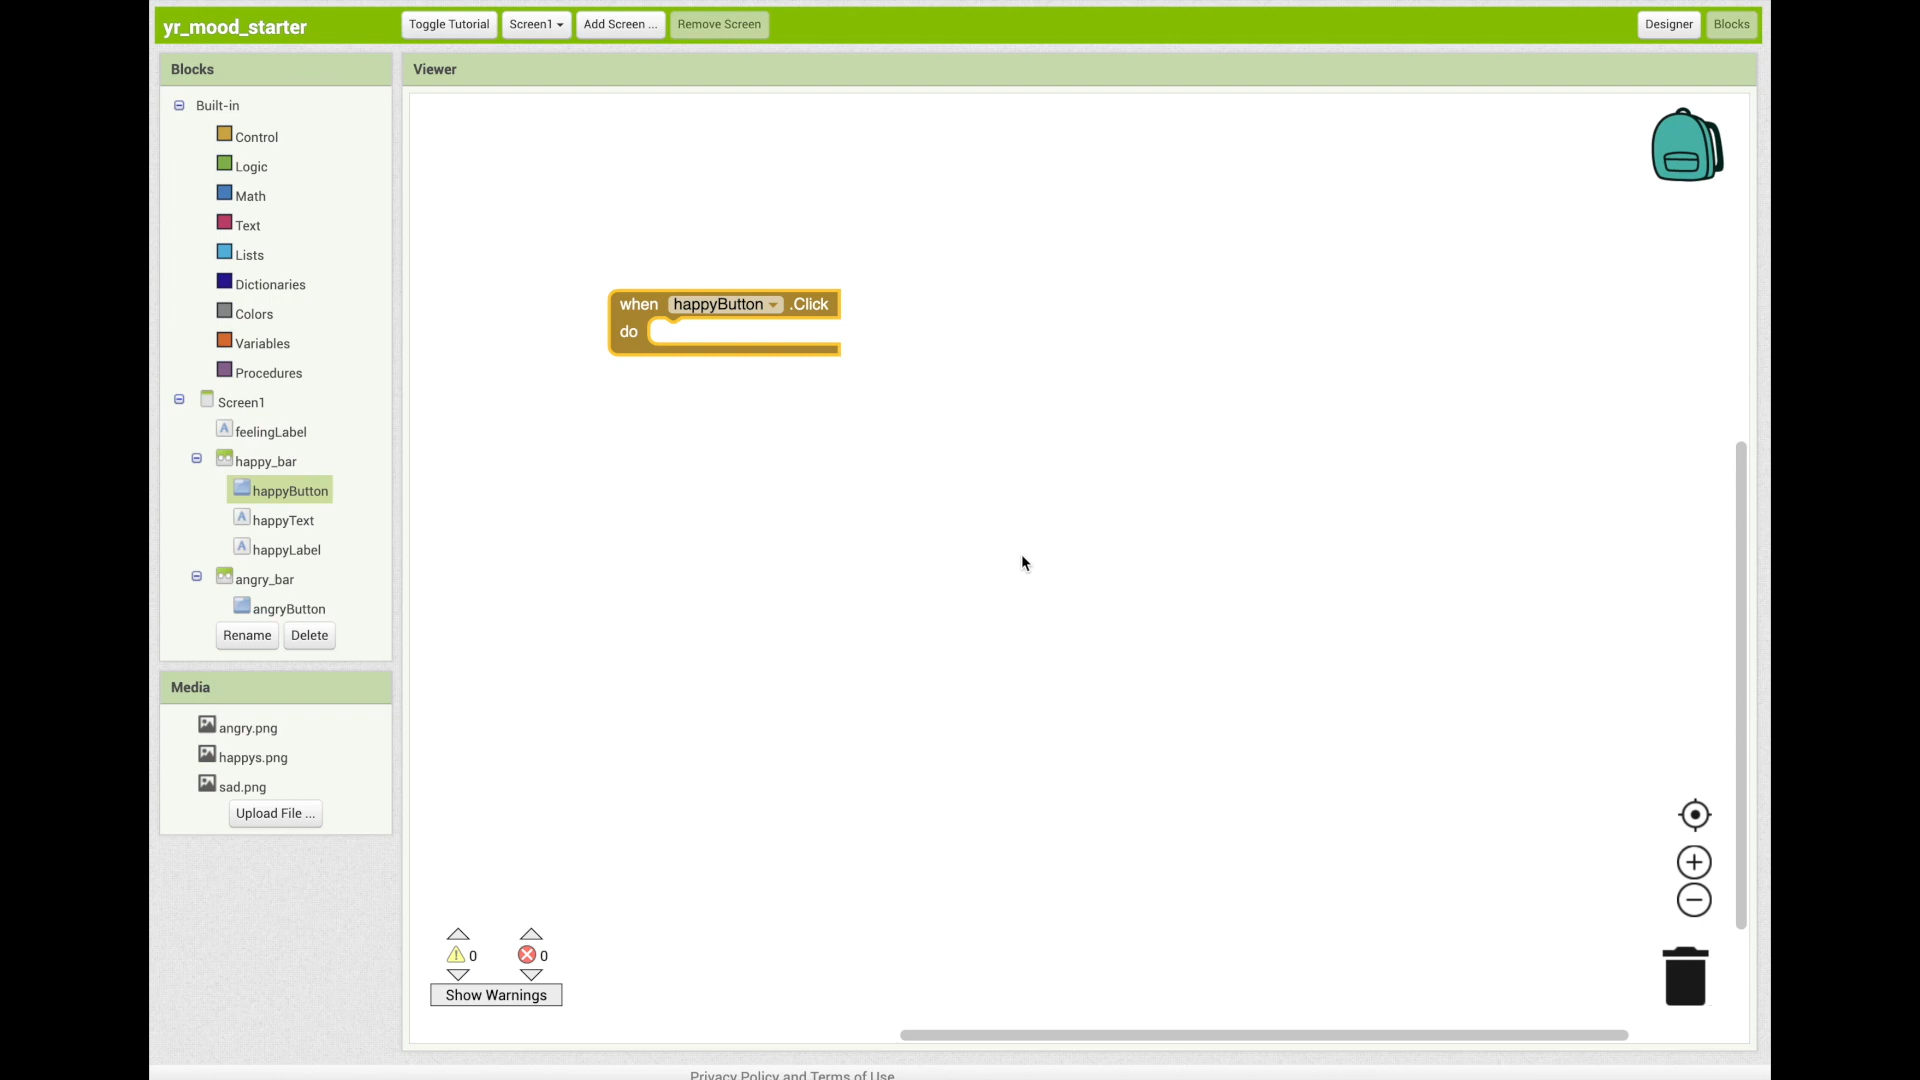 yr_mood_starter
Toggle Tutorial
Screen1
Add Screen ...
Remove Screen
Designer
Blocks
Blocks
Viewer
Built-in
Control
Logic
Math
Text
Lists
Dictionaries
Colors
Variables
Procedures
Screen1
feelingLabel
happy_bar
happyButton
happyText
happyLabel
angry_bar
angryButton
Rename
Delete
Media
angry.png
happys.png
sad.png
Upload File ...
when happyButton .Click
do
0
0
Show Warnings
Privacy Policy and Terms of Use